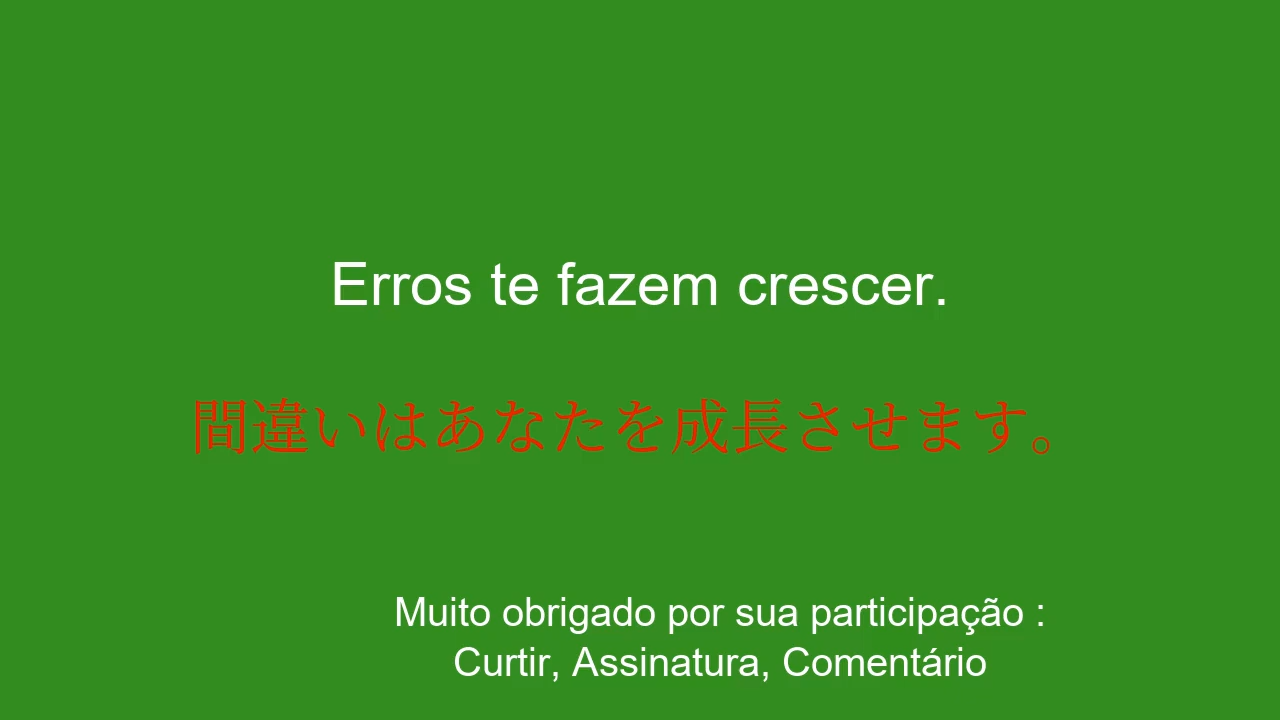 Erros te fazem crescer.
間違いはあなたを成長させます。
Muito obrigado por sua participação :
Curtir, Assinatura, Comentário